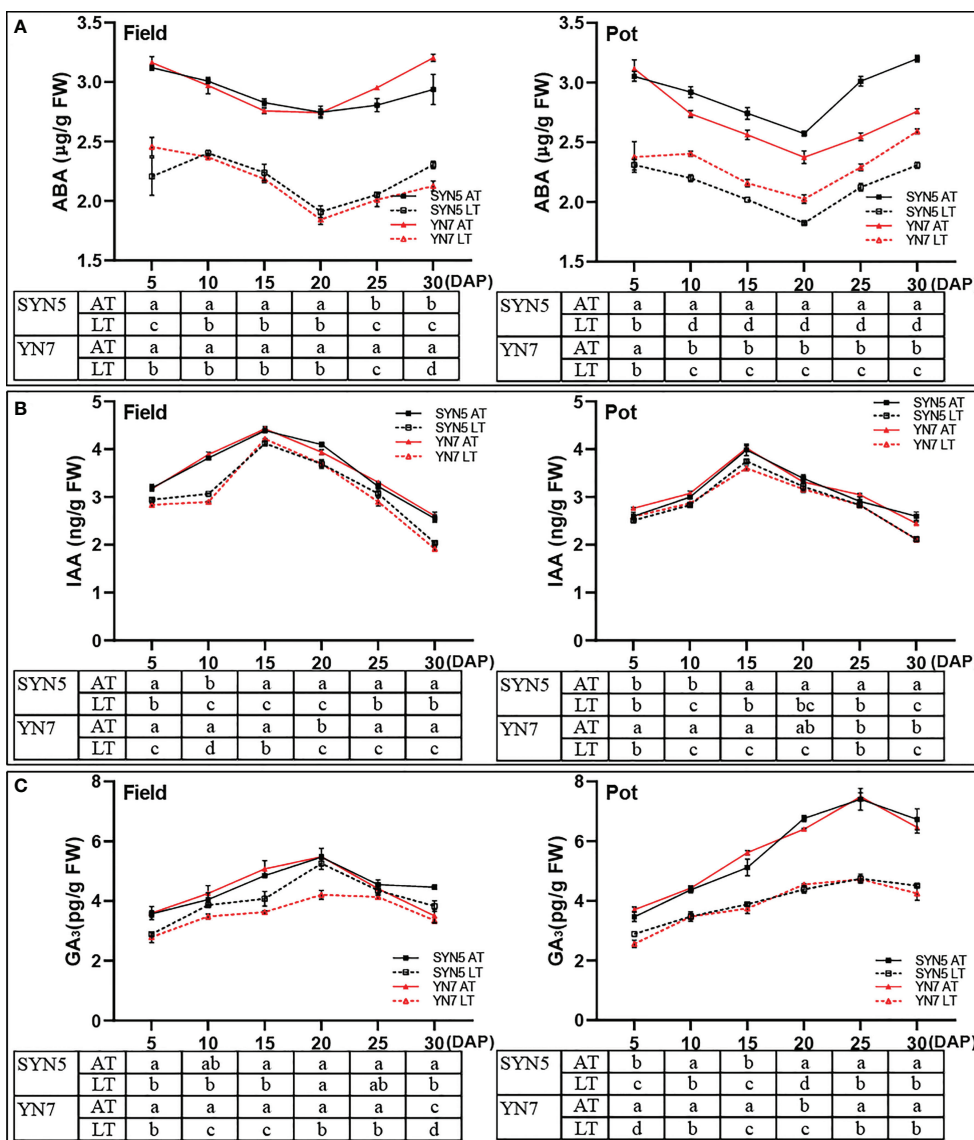 A
Field
Pot
ABA (µg/g FW)
3.5
3.0
2.5
2.0
1.5
SYN5 AT
SYN5 LT
YN7 AT
YN7 LT
5 10 15 20 25 30 (DAP)
SYN5 AT a a a a b b
LT c b b b c c
YN7 AT a a a a a a
LT b b b b c d
ABA (µg/g FW)
3.5
3.0
2.5
2.0
1.5
SYN5 AT
SYN5 LT
YN7 AT
YN7 LT
5 10 15 20 25 30 (DAP)
SYN5 AT a a a a a a
LT b d d d d d
YN7 AT a b b b b b
LT b c c c c c
B
Field
Pot
IAA (ng/g FW)
5
4
3
2
1
0
SYN5 AT
SYN5 LT
YN7 AT
YN7 LT
5 10 15 20 25 30 (DAP)
SYN5 AT a b a a a a
LT b c c c b b
YN7 AT a a a b a a
LT c d b c c c
IAA (ng/g FW)
5
4
3
2
1
0
SYN5 AT
SYN5 LT
YN7 AT
YN7 LT
5 10 15 20 25 30 (DAP)
SYN5 AT b b a a a a
LT b c b bc b c
YN7 AT a a a ab b b
LT b c c c b c
C
Field
Pot
GA₃(pg/g FW)
8
6
4
2
0
SYN5 AT
SYN5 LT
YN7 AT
YN7 LT
5 10 15 20 25 30 (DAP)
SYN5 AT a ab a a a a
LT b b b a ab b
YN7 AT a a a a a c
LT b c c b b d
GA₃(pg/g FW)
8
6
4
2
0
SYN5 AT
SYN5 LT
YN7 AT
YN7 LT
5 10 15 20 25 30 (DAP)
SYN5 AT b a b a a a
LT c b c d b b
YN7 AT a a a b a a
LT d b c c b b